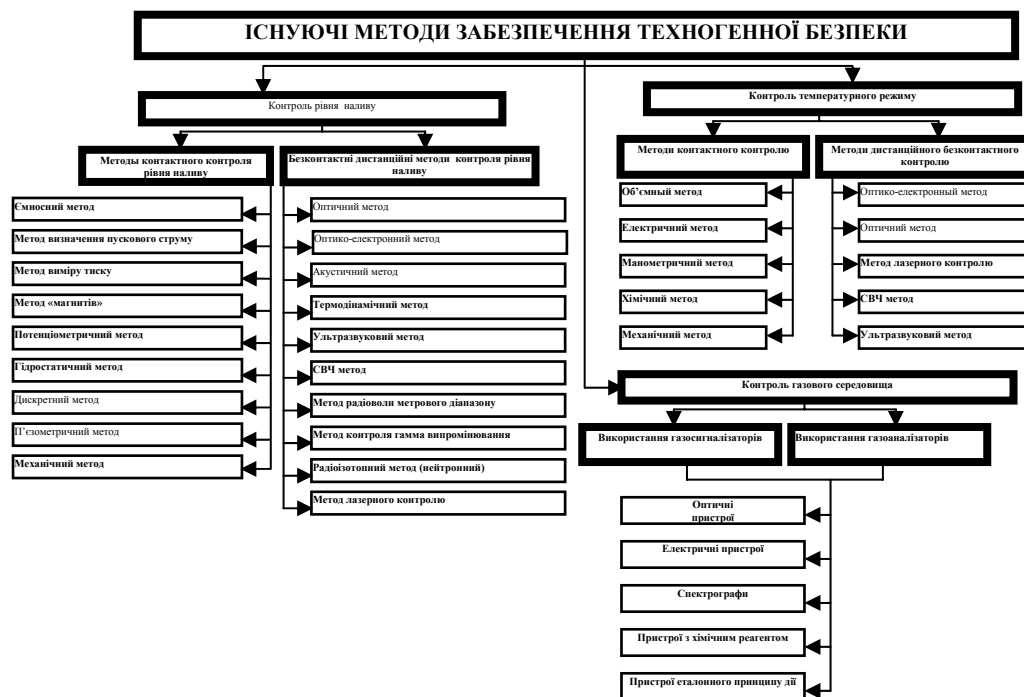 ІСНУЮЧІ МЕТОДИ ЗАБЕЗПЕЧЕННЯ ТЕХНОГЕННОЇ БЕЗПЕКИ
Контроль рівня наливу
Методы контактного контроля
рівня наливу
Ємносний метод
Метод визначення пускового струму
Метод виміру тиску
Метод «магнитів»
Потенціометричний метод
Гідростатичний метод
Дискретний метод
П'єзометричний метод
Механічний метод
Безконтактні дистанційні методи контроля рівня
наливу
Оптичний метод
Оптико-електронний метод
Акустичний метод
Термодінамічний метод
Ультразвуковий метод
СВЧ метод
Метод радіоволн метрового діапазону
Метод контроля гамма випромінювання
Радіоізотопний метод (нейтронний)
Метод лазерного контролю
Контроль температурного режиму
Методи контактного контролю
Об’ємный метод
Електричний метод
Манометричний метод
Хімічний метод
Механічний метод
Методи дистанційного безконтактного
контролю
Оптико-електронный метод
Оптичний метод
Метод лазерного контролю
СВЧ метод
Ультразвуковий метод
Контроль газового середовища
Використання газосигналізаторів
Використання газоаналізаторів
Оптичні
пристрої
Електричні пристрої
Спектрографи
Пристрої з хімічним реагентом
Пристрої еталонного принципу дії